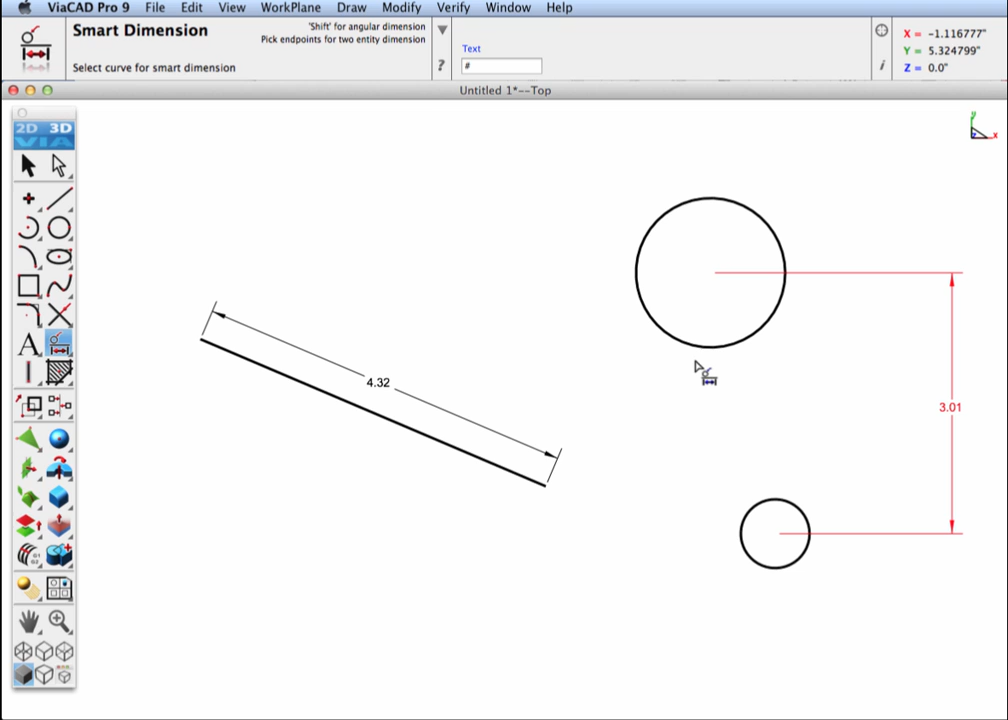 ViaCAD Pro 9 File Edit View WorkPlane Draw Modify Verify Window Help
Smart Dimension
'Shift' for angular dimension
Pick endpoints for two entity dimension
Select curve for smart dimension
?
Text
#
i
X = -1.116777"
Y = 5.324799"
Z = 0.0"
Untitled 1*--Top
2D 3D
VIA
A
y
x
z
4.32
3.01